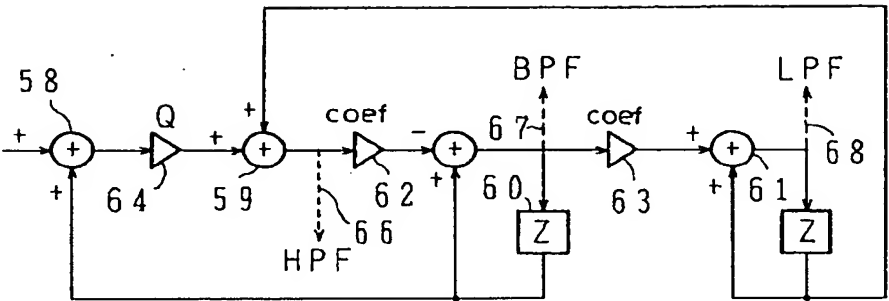 58
+
+
+
64
Q
+
+
+
59
HPF
66
coef
62
−
+
+
BPF
67
60
Z
coef
63
+
+
+
61
LPF
68
Z